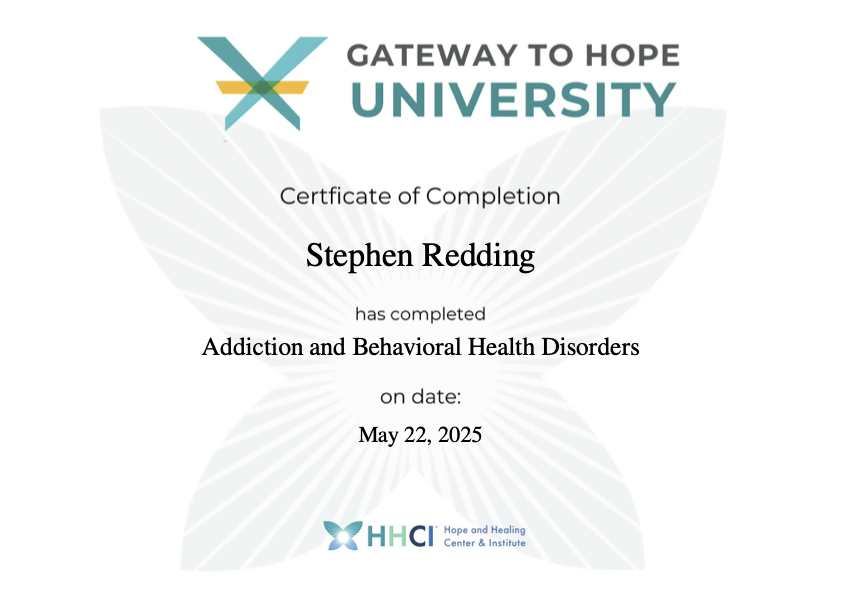 GATEWAY TO HOPE
UNIVERSITY
Certficate of Completion
Stephen Redding
has completed
Addiction and Behavioral Health Disorders
on date:
May 22, 2025
HHCI Hope and Healing
Center & Institute